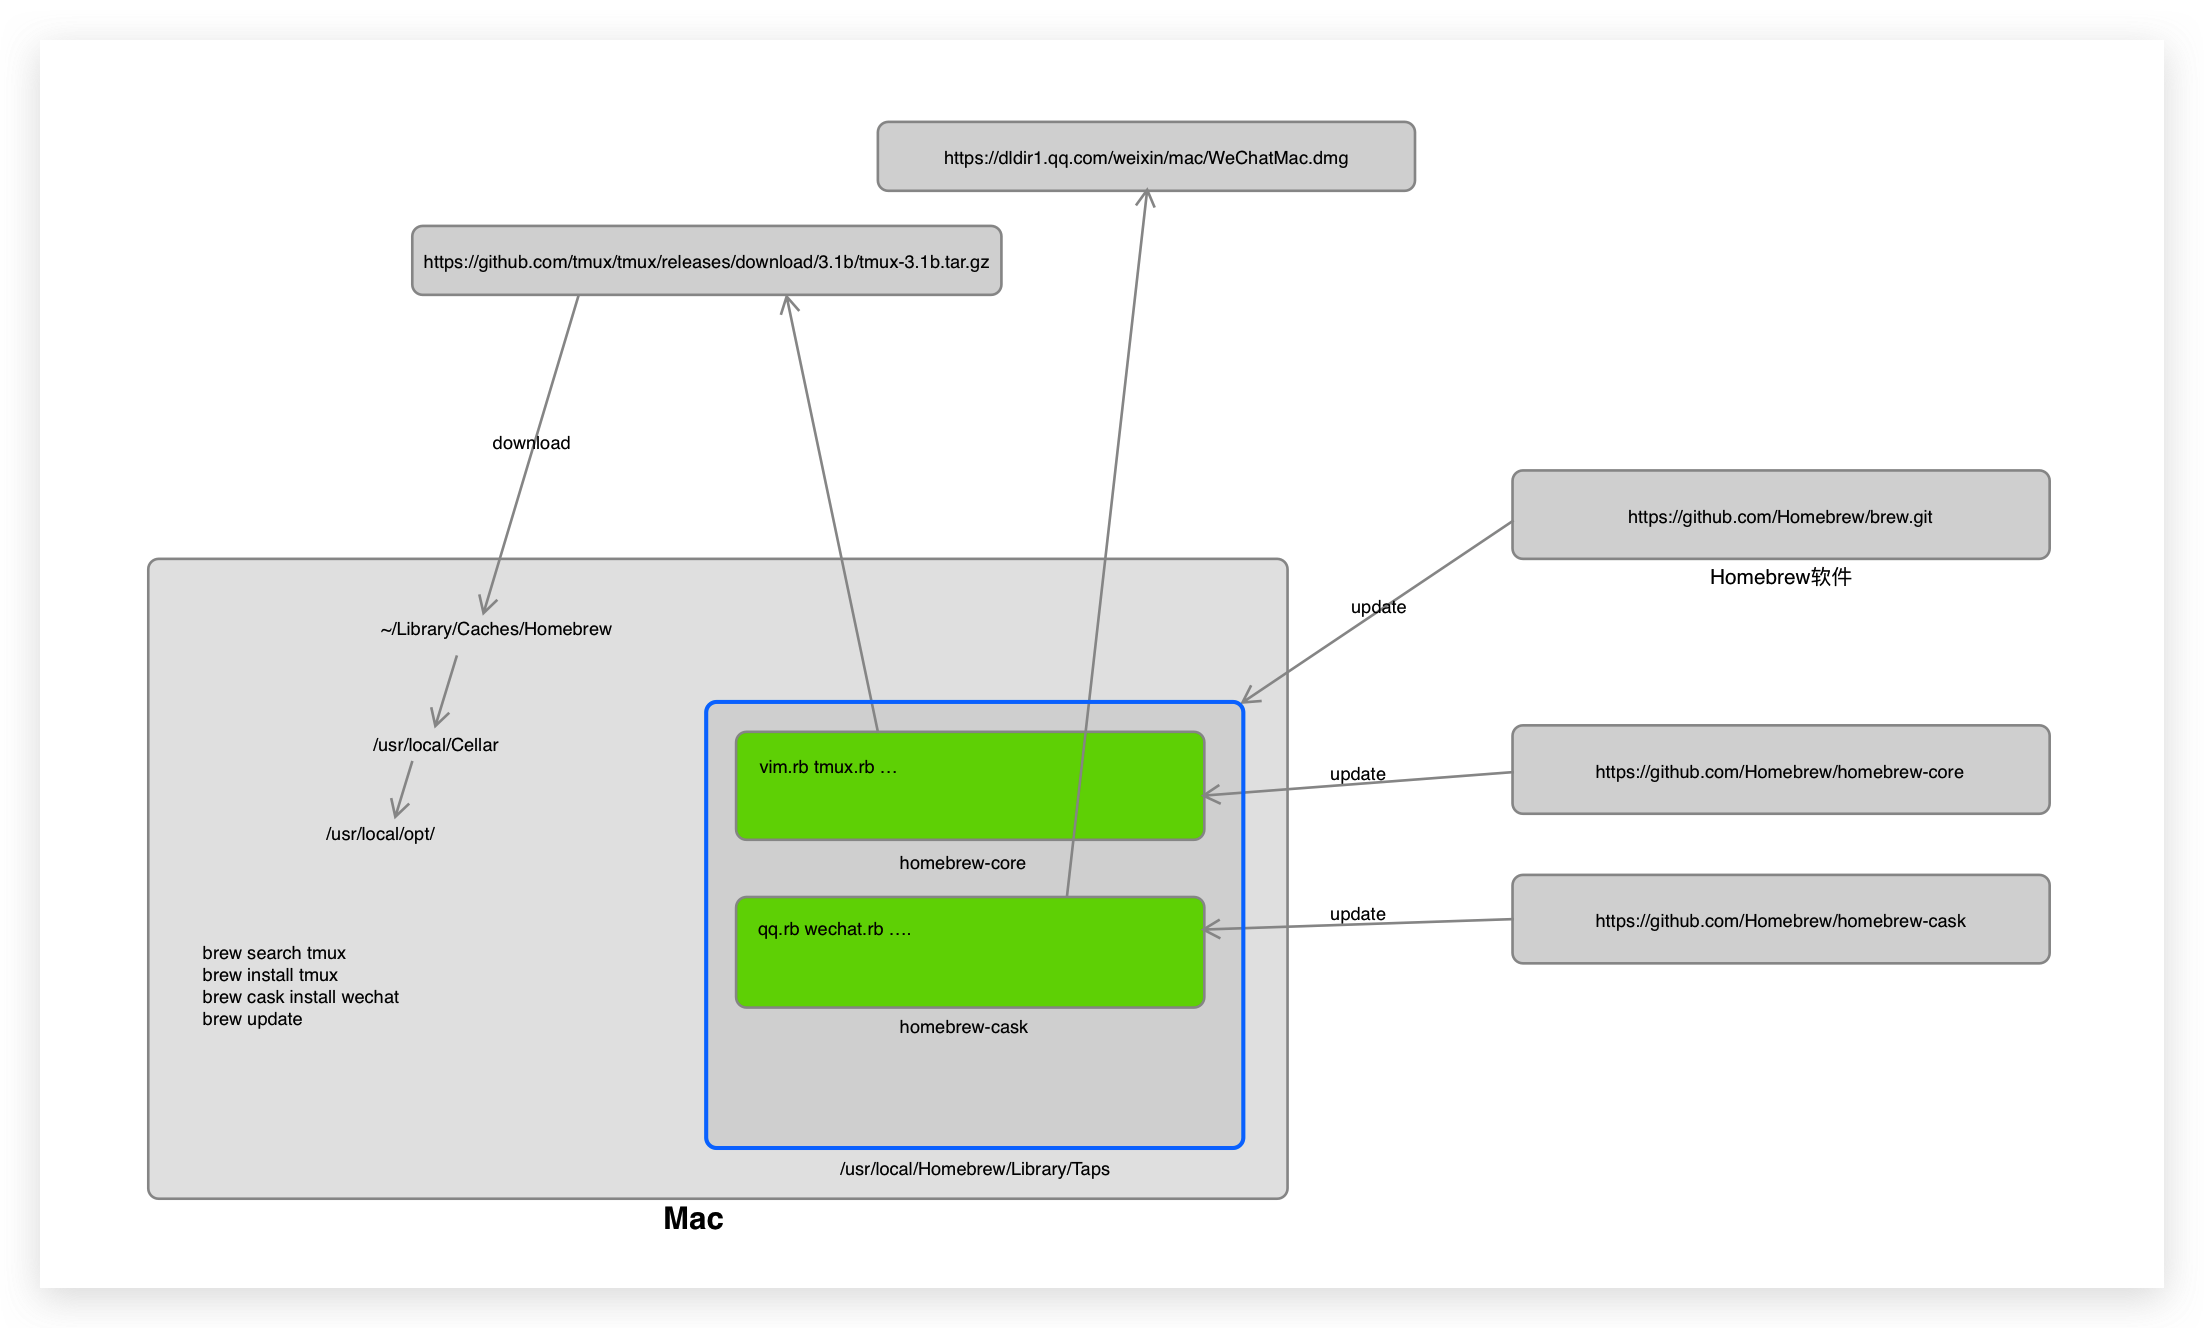 https://dldir1.qq.com/weixin/mac/WeChatMac.dmg
https://github.com/tmux/tmux/releases/download/3.1b/tmux-3.1b.tar.gz
download
https://github.com/Homebrew/brew.git
Homebrew软件
update
~/Library/Caches/Homebrew
/usr/local/Cellar
/usr/local/opt/
vim.rb tmux.rb ...
homebrew-core
update
https://github.com/Homebrew/homebrew-core
qq.rb wechat.rb ....
homebrew-cask
update
https://github.com/Homebrew/homebrew-cask
brew search tmux
brew install tmux
brew cask install wechat
brew update
/usr/local/Homebrew/Library/Taps
Mac